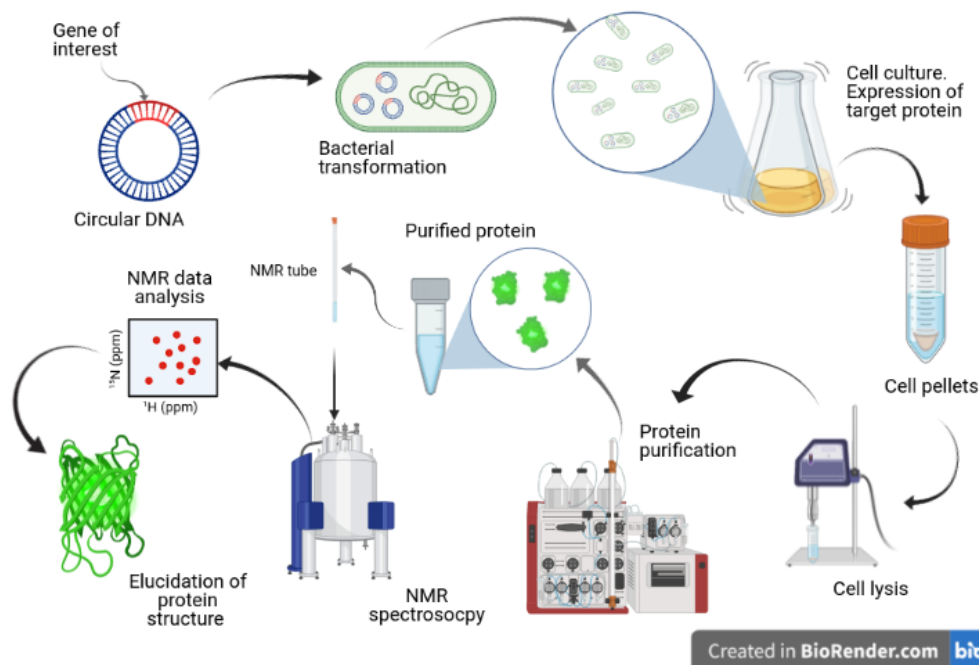 Gene of
interest
Circular DNA
Bacterial
transformation
Cell culture.
Expression of
target protein
Cell pellets
Cell lysis
Protein
purification
Purified protein
NMR tube
NMR
spectrosocpy
NMR data
analysis
¹⁵N (ppm)
¹H (ppm)
Elucidation of
protein
structure
Created in BioRender.com bio